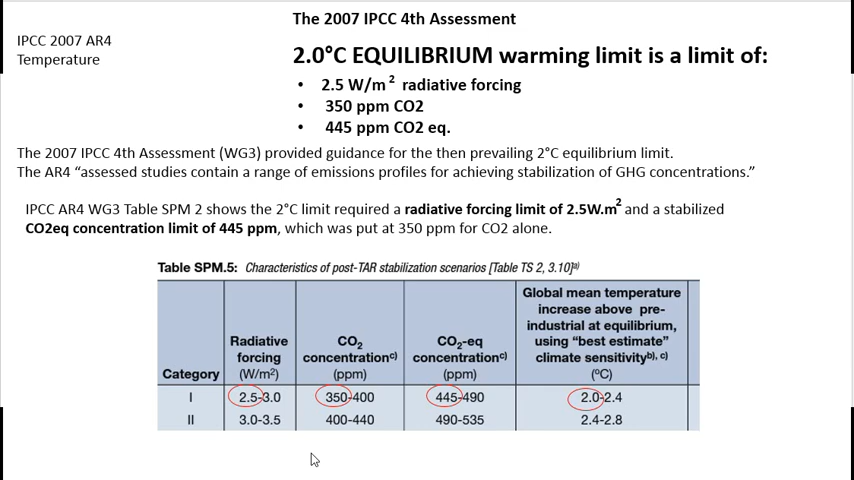 The 2007 IPCC 4th Assessment
IPCC 2007 AR4
Temperature
2.0°C EQUILIBRIUM warming limit is a limit of:
• 2.5 W/m² radiative forcing
• 350 ppm CO2
• 445 ppm CO2 eq.
The 2007 IPCC 4th Assessment (WG3) provided guidance for the then prevailing 2°C equilibrium limit.
The AR4 “assessed studies contain a range of emissions profiles for achieving stabilization of GHG concentrations.”
IPCC AR4 WG3 Table SPM 2 shows the 2°C limit required a radiative forcing limit of 2.5W.m² and a stabilized
CO2eq concentration limit of 445 ppm, which was put at 350 ppm for CO2 alone.
Table SPM.5: Characteristics of post-TAR stabilization scenarios [Table TS 2, 3.10]ᵃ⁾
Category
Radiative
forcing
(W/m²)
CO₂
concentrationᶜ⁾
(ppm)
CO₂-eq
concentrationᶜ⁾
(ppm)
Global mean temperature
increase above pre-
industrial at equilibrium,
using “best estimate”
climate sensitivityᵇ⁾, ᶜ⁾
(ºC)
I 2.5-3.0 350-400 445-490 2.0-2.4
II 3.0-3.5 400-440 490-535 2.4-2.8